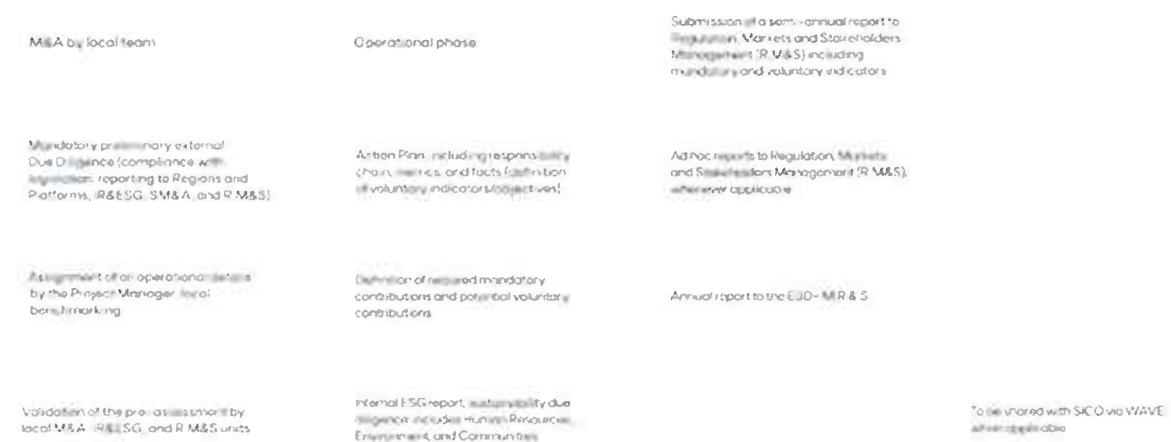 M&A by local team
Operational phase
Submission of a semi-annual report to
Regulation, Markets and Stakeholders
Management (R.M&S) including
mandatory and voluntary indicators
Mandatory preliminary external
Due Diligence (compliance with
legislation, reporting to Regions and
Platforms, IR&ESG, SM&A, and R.M&S)
Action Plan, including responsibility
chain, metrics, and facts (definition
of voluntary indicators/objectives)
Ad hoc reports to Regulation, Markets
and Stakeholders Management (R.M&S),
whenever applicable
Assignment of an operational
by the Project Manager, local
benchmarking
Definition of required mandatory
contributions and potential voluntary
contributions
Annual report to the - M.R & S
Validation of the pre-assessment by
local M&A, IR&ESG, and R.M&S units
Internal ESG report, sustainability due
diligence includes Human Resources,
Environment, and Communities
To be shared with SICO via WAVE
when applicable